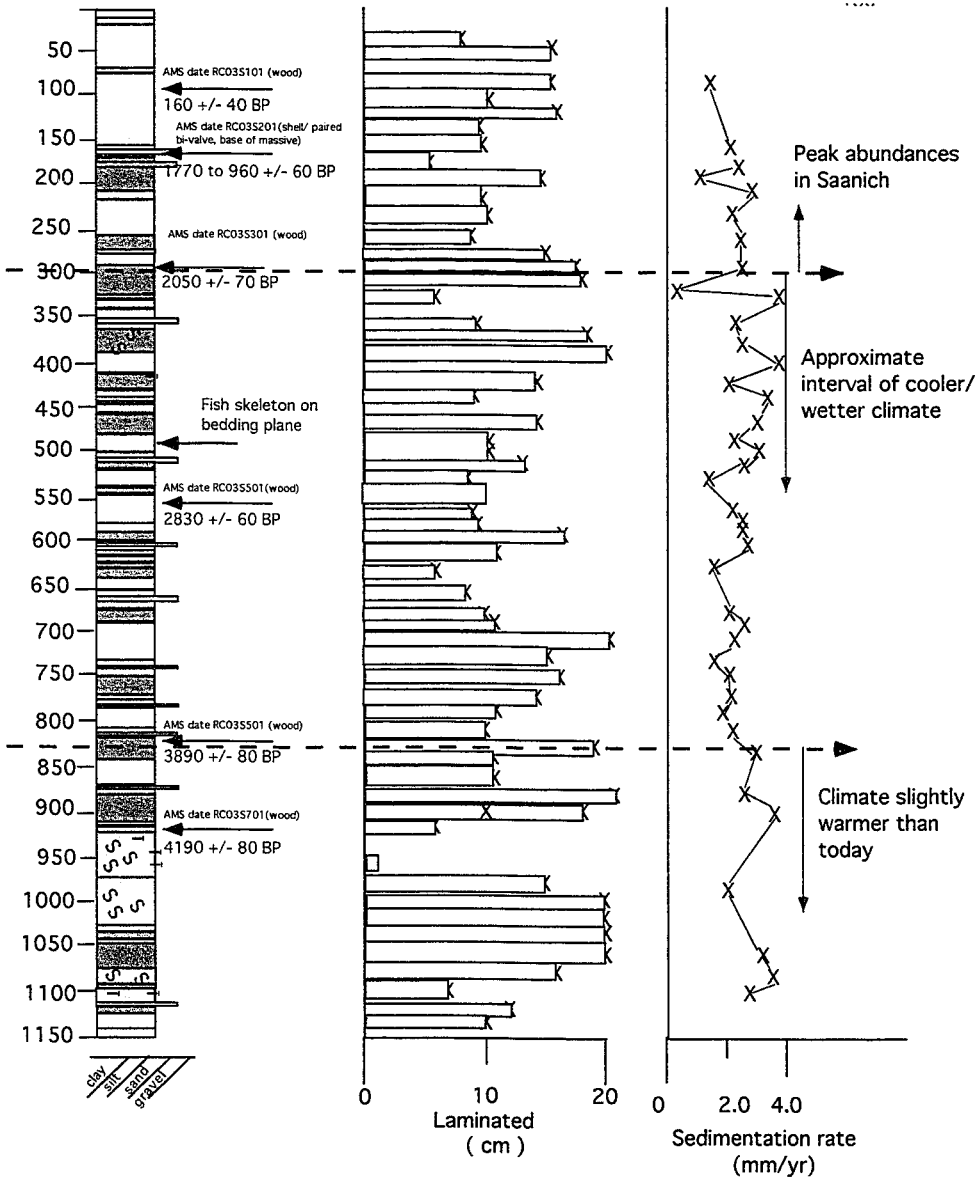 50
100
150
200
250
300
350
400
450
500
550
600
650
700
750
800
850
900
950
1000
1050
1100
1150
AMS date RC03S101 (wood)
160 +/- 40 BP
AMS date RC03S201(shell/ paired
bi-valve, base of massive)
1770 to 960 +/- 60 BP
AMS date RC03S301 (wood)
2050 +/- 70 BP
Fish skeleton on
bedding plane
AMS date RC03S501(wood)
2830 +/- 60 BP
AMS date RC03S501 (wood)
3890 +/- 80 BP
AMS date RC03S701(wood)
4190 +/- 80 BP
clay
silt
sand
gravel
0 10 20
Laminated
( cm )
Peak abundances
in Saanich
Approximate
interval of cooler/
wetter climate
Climate slightly
warmer than
today
0 2.0 4.0
Sedimentation rate
(mm/yr)